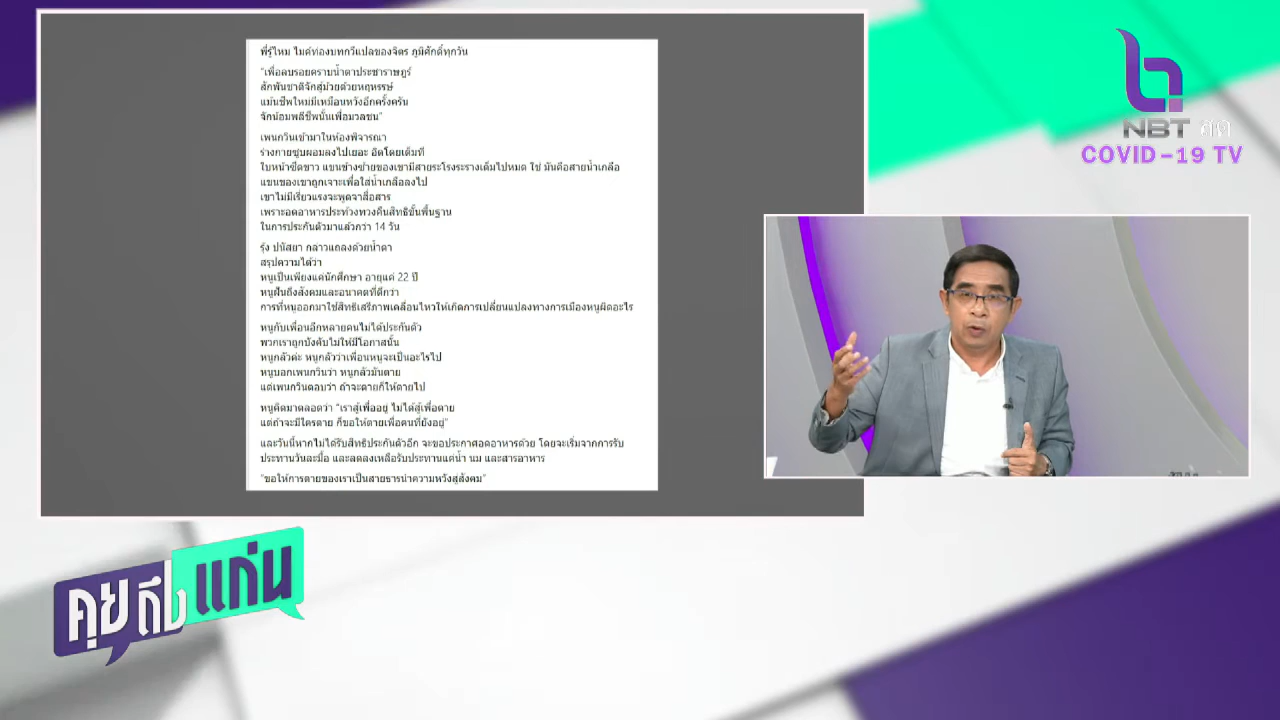 พี่รู้ไหม ไมค์ท่องบทกวีแปลของจิตร ภูมิศักดิ์ทุกวัน
"เพื่อลบรอยคราบน้ำตาประชาราษฎร์
สักพันชาติจักสู้ม้วยด้วยหฤหรรษ์
แม้นชีพใหม่มีเหมือนหวังอีกครั้งครัน
จักน้อมพลีชีพนั้นเพื่อมวลชน"
เพนกวินเข้ามาในห้องพิจารณา
ร่างกายซูบผอมลงไปเยอะ อิดโดยเต็มที
ใบหน้าซีดขาว แขนข้างซ้ายของเขามีสายระโรงระรางเต็มไปหมด ใช่ มันคือสายน้ำเกลือ
แขนของเขาถูกเจาะเพื่อใส่น้ำเกลือลงไป
เขาไม่มีเรี่ยวแรงจะพูดจาสื่อสาร
เพราะอดอาหารประท้วงทวงคืนสิทธิขั้นพื้นฐาน
ในการประกันตัวมาแล้วกว่า 14 วัน
รุ้ง ปนัสยา กล่าวแถลงด้วยน้ำตา
สรุปความได้ว่า
หนูเป็นเพียงแค่นักศึกษา อายุแค่ 22 ปี
หนูฝันถึงสังคมและอนาคตที่ดีกว่า
การที่หนูออกมาใช้สิทธิเสรีภาพเคลื่อนไหวให้เกิดการเปลี่ยนแปลงทางการเมืองหนูผิดอะไร
หนูกับเพื่อนอีกหลายคนไม่ได้ประกันตัว
พวกเราถูกบังคับไม่ให้มีโอกาสนั้น
หนูกลัวค่ะ หนูกลัวว่าเพื่อนหนูจะเป็นอะไรไป
หนูบอกเพนกวินว่า หนูกลัวมันตาย
แต่เพนกวินตอบว่า ถ้าจะตายก็ให้ตายไป
หนูคิดมาตลอดว่า "เราสู้เพื่ออยู่ ไม่ได้สู้เพื่อตาย
แต่ถ้าจะมีใครตาย ก็ขอให้ตายเพื่อคนที่ยังอยู่"
และวันนี้หากไม่ได้รับสิทธิประกันตัวอีก จะขอประกาศอดอาหารด้วย โดยจะเริ่มจากการรับ
ประทานวันละมื้อ และลดลงเหลือรับประทานแค่น้ำ นม และสารอาหาร
"ขอให้การตายของเราเป็นสายธารนำความหวังสู่สังคม"
NBT สด
COVID-19 TV
คุยถึงแก่น